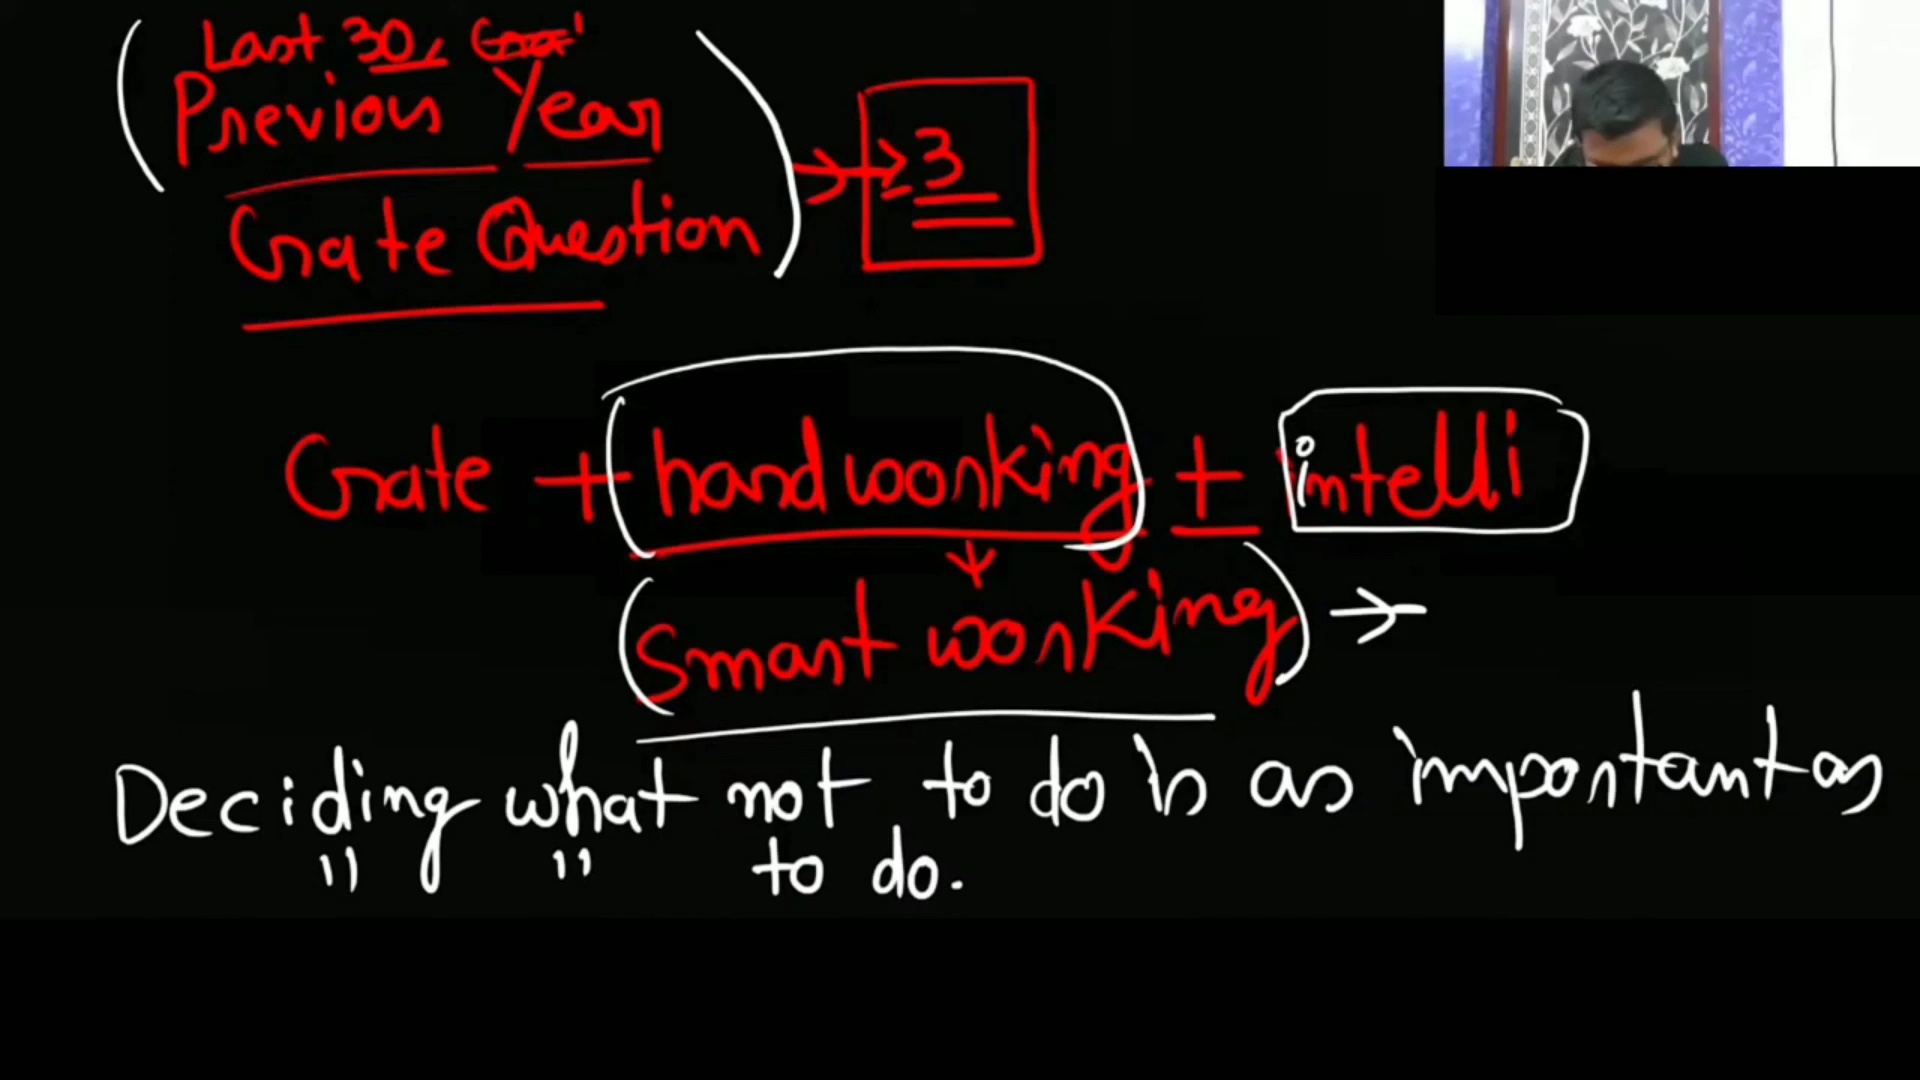 Last 30,
Previous Year
Gate Question
→ 3
Gate + hardworking + intelli
Smart working →
Deciding what not to do is as important as
" " to do.